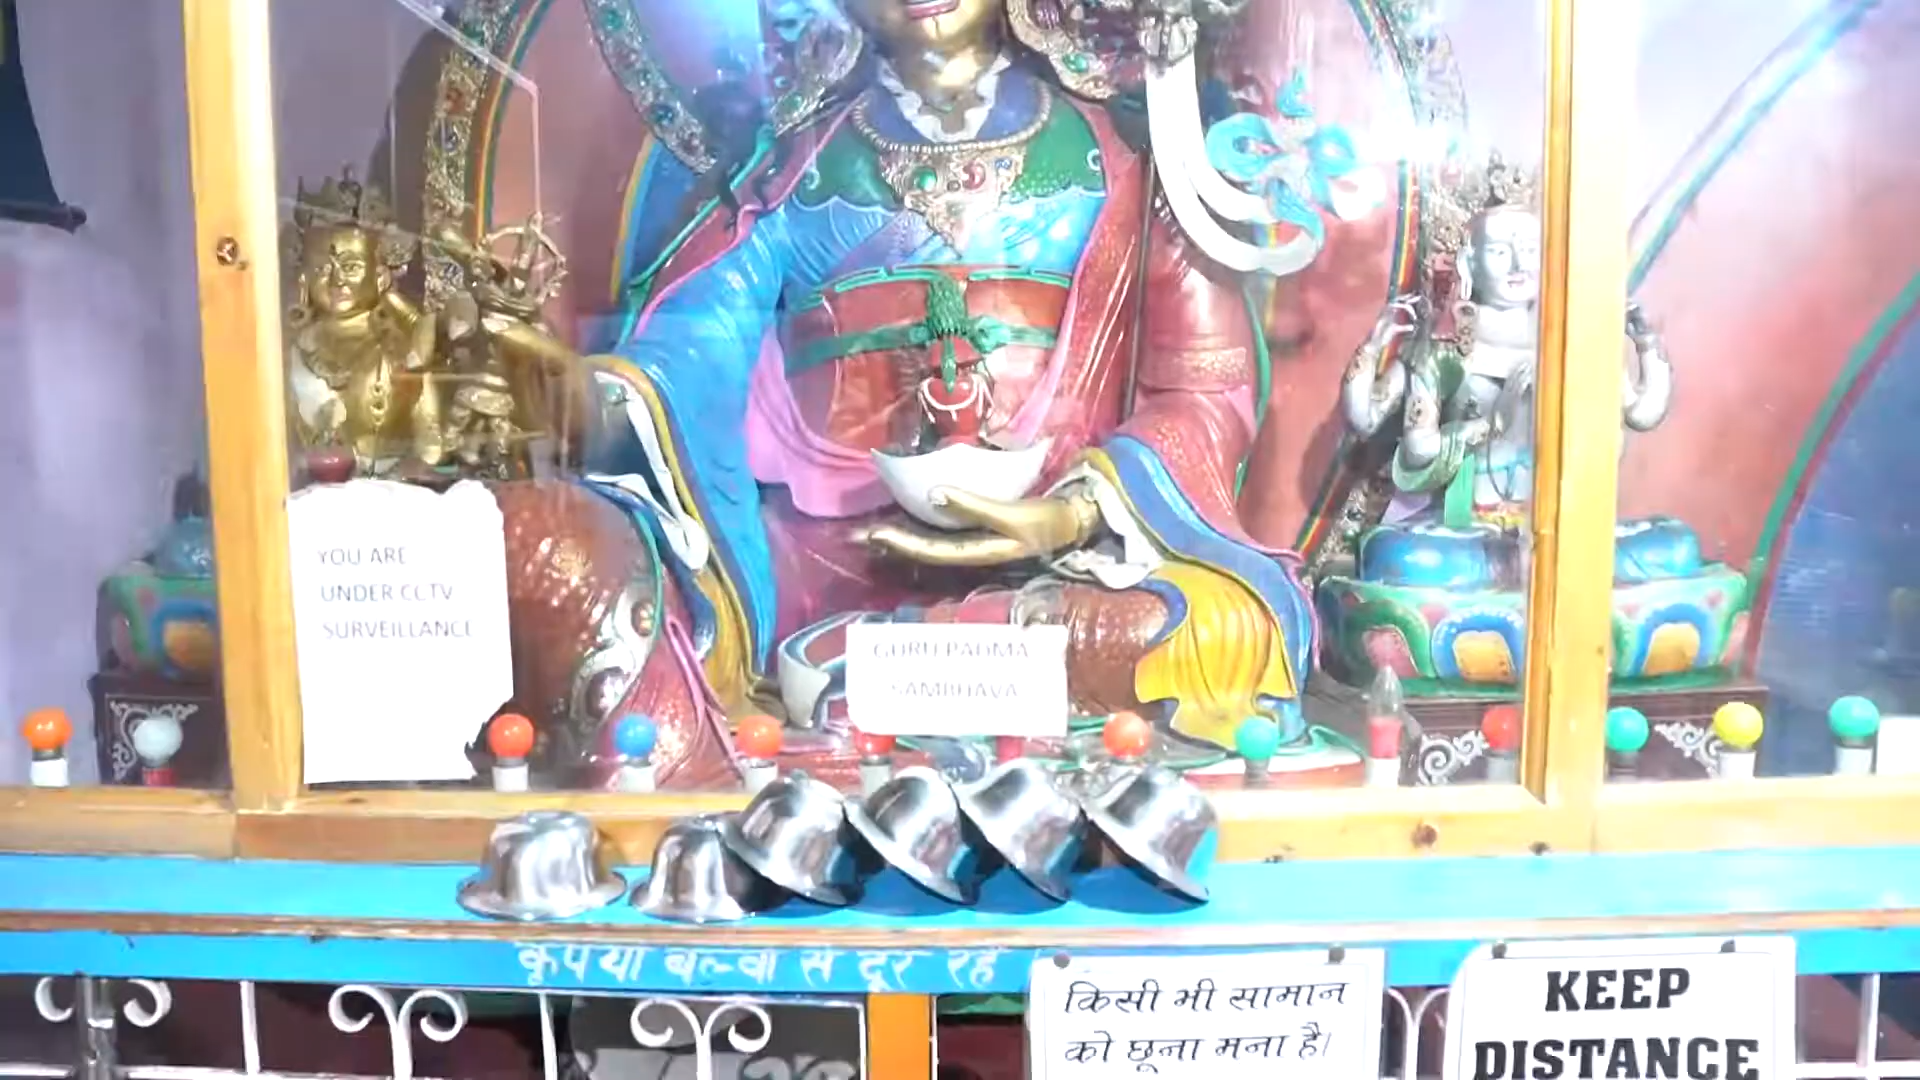 YOU ARE
UNDER CCTV
SURVEILLANCE
GURU PADMA
SAMBHAVA
कृपया बल्बो से दूर रहें
किसी भी सामान
को छूना मना है।
KEEP
DISTANCE